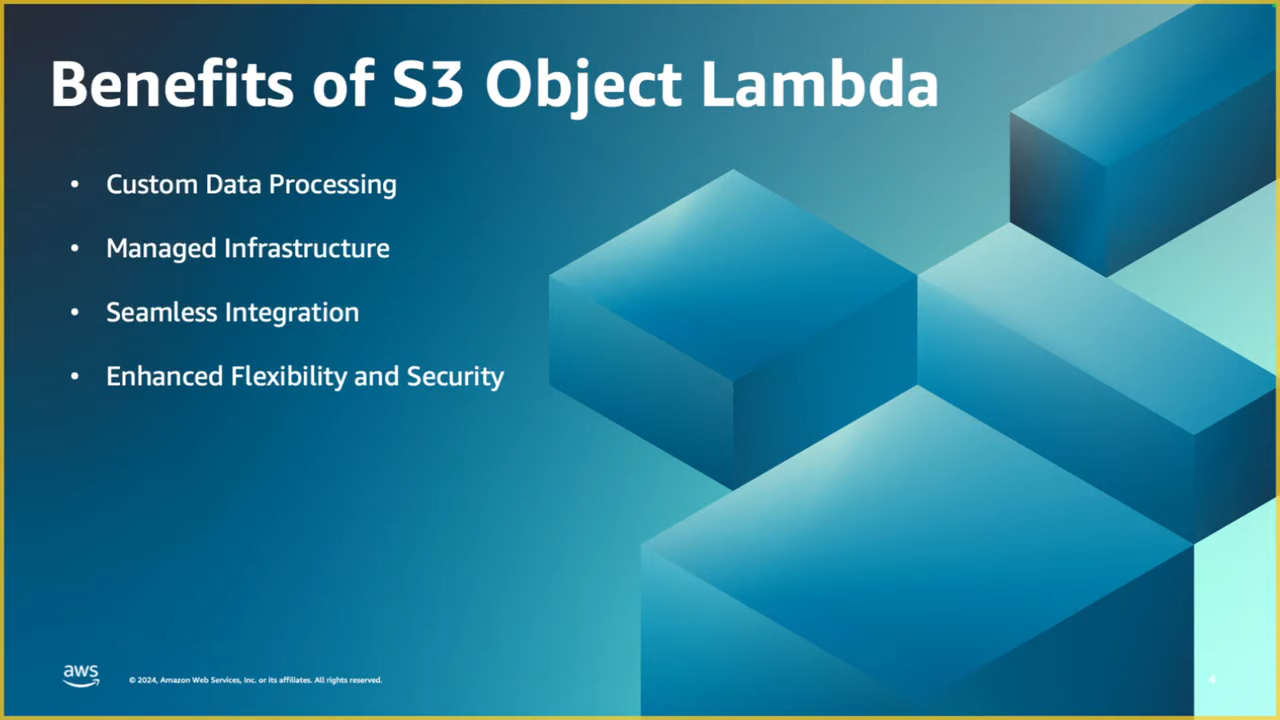 Benefits of S3 Object Lambda
• Custom Data Processing
• Managed Infrastructure
• Seamless Integration
• Enhanced Flexibility and Security
aws
© 2024, Amazon Web Services, Inc. or its affiliates. All rights reserved.
4